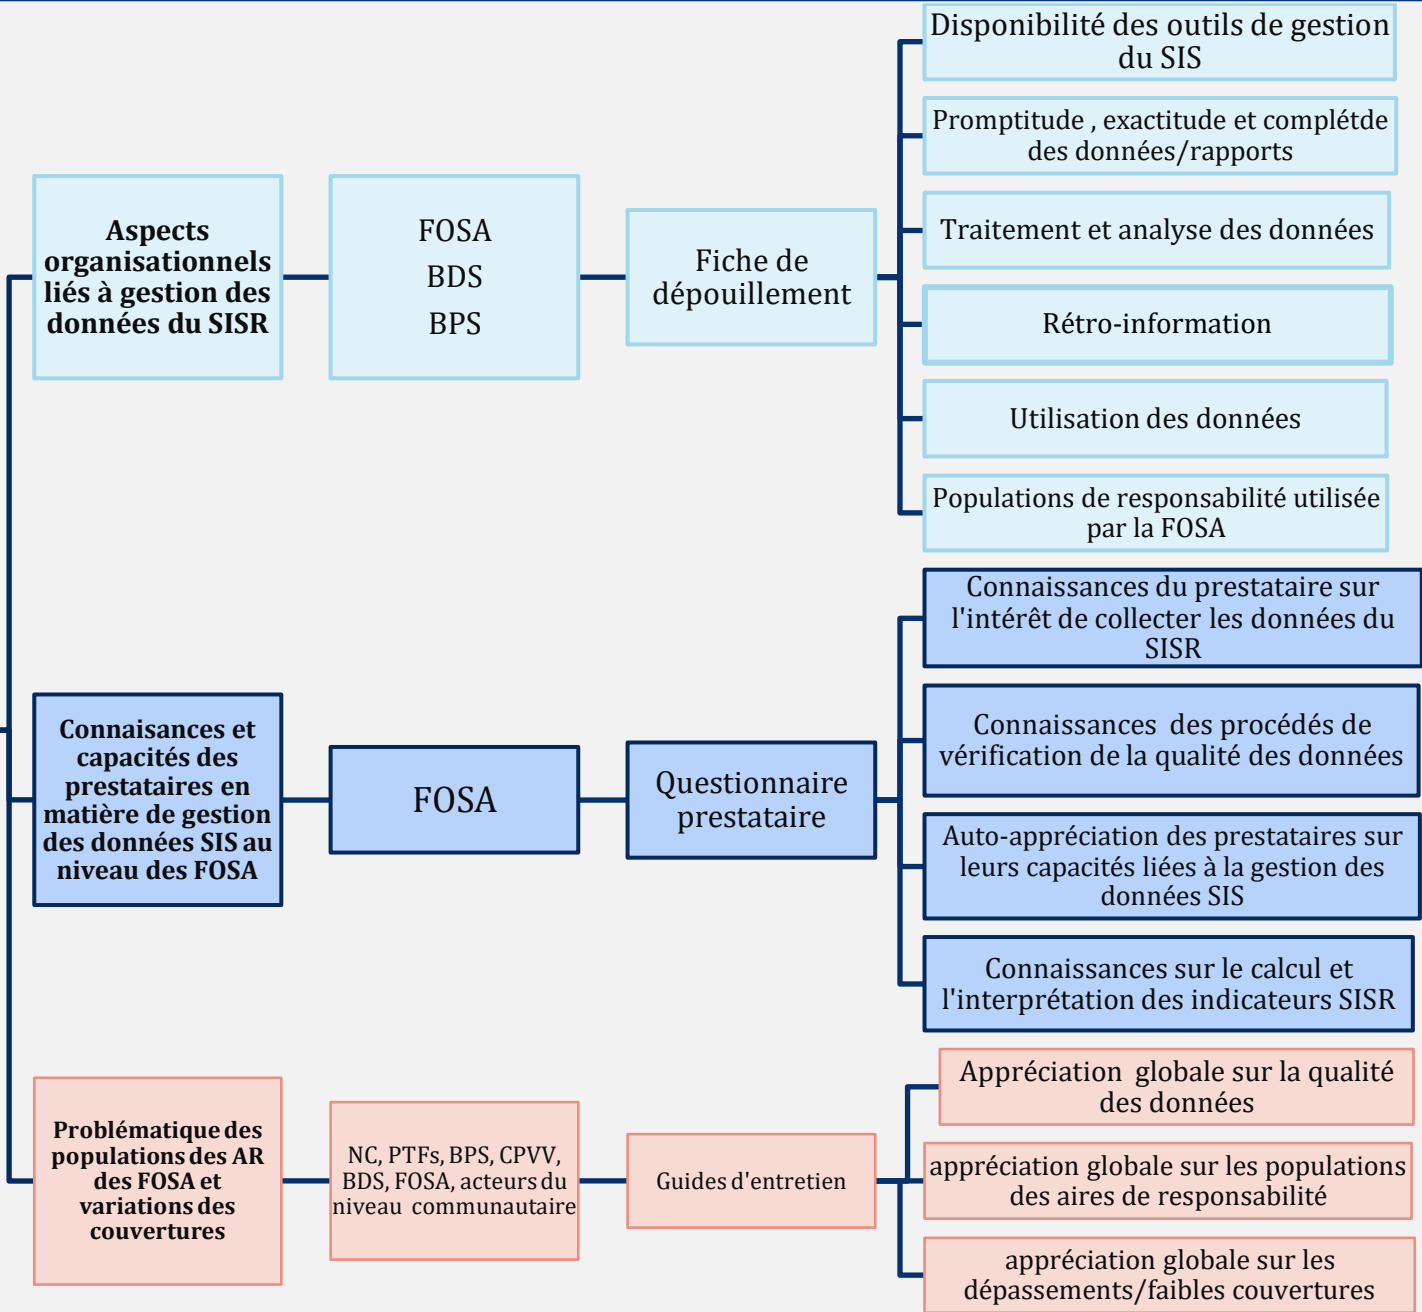 Disponibilité des outils de gestion
du SIS
Promptitude , exactitude et complétde
des données/rapports
Traitement et analyse des données
Rétro-information
Utilisation des données
Populations de responsabilité utilisée
par la FOSA
Aspects
organisationnels
liés à gestion des
données du SISR
FOSA
BDS
BPS
Fiche de
dépouillement
Connaissances du prestataire sur
l'intérêt de collecter les données du
SISR
Connaissances des procédés de
vérification de la qualité des données
Auto-appréciation des prestataires sur
leurs capacités liées à la gestion des
données SIS
Connaissances sur le calcul et
l'interprétation des indicateurs SISR
Connaisances et
capacités des
prestataires en
matière de gestion
des données SIS au
niveau des FOSA
FOSA
Questionnaire
prestataire
Appréciation globale sur la qualité
des données
appréciation globale sur les populations
des aires de responsabilité
appréciation globale sur les
dépassements/faibles couvertures
Problématique des
populations des AR
des FOSA et
variations des
couvertures
NC, PTFs, BPS, CPVV,
BDS, FOSA, acteurs du
niveau communautaire
Guides d'entretien